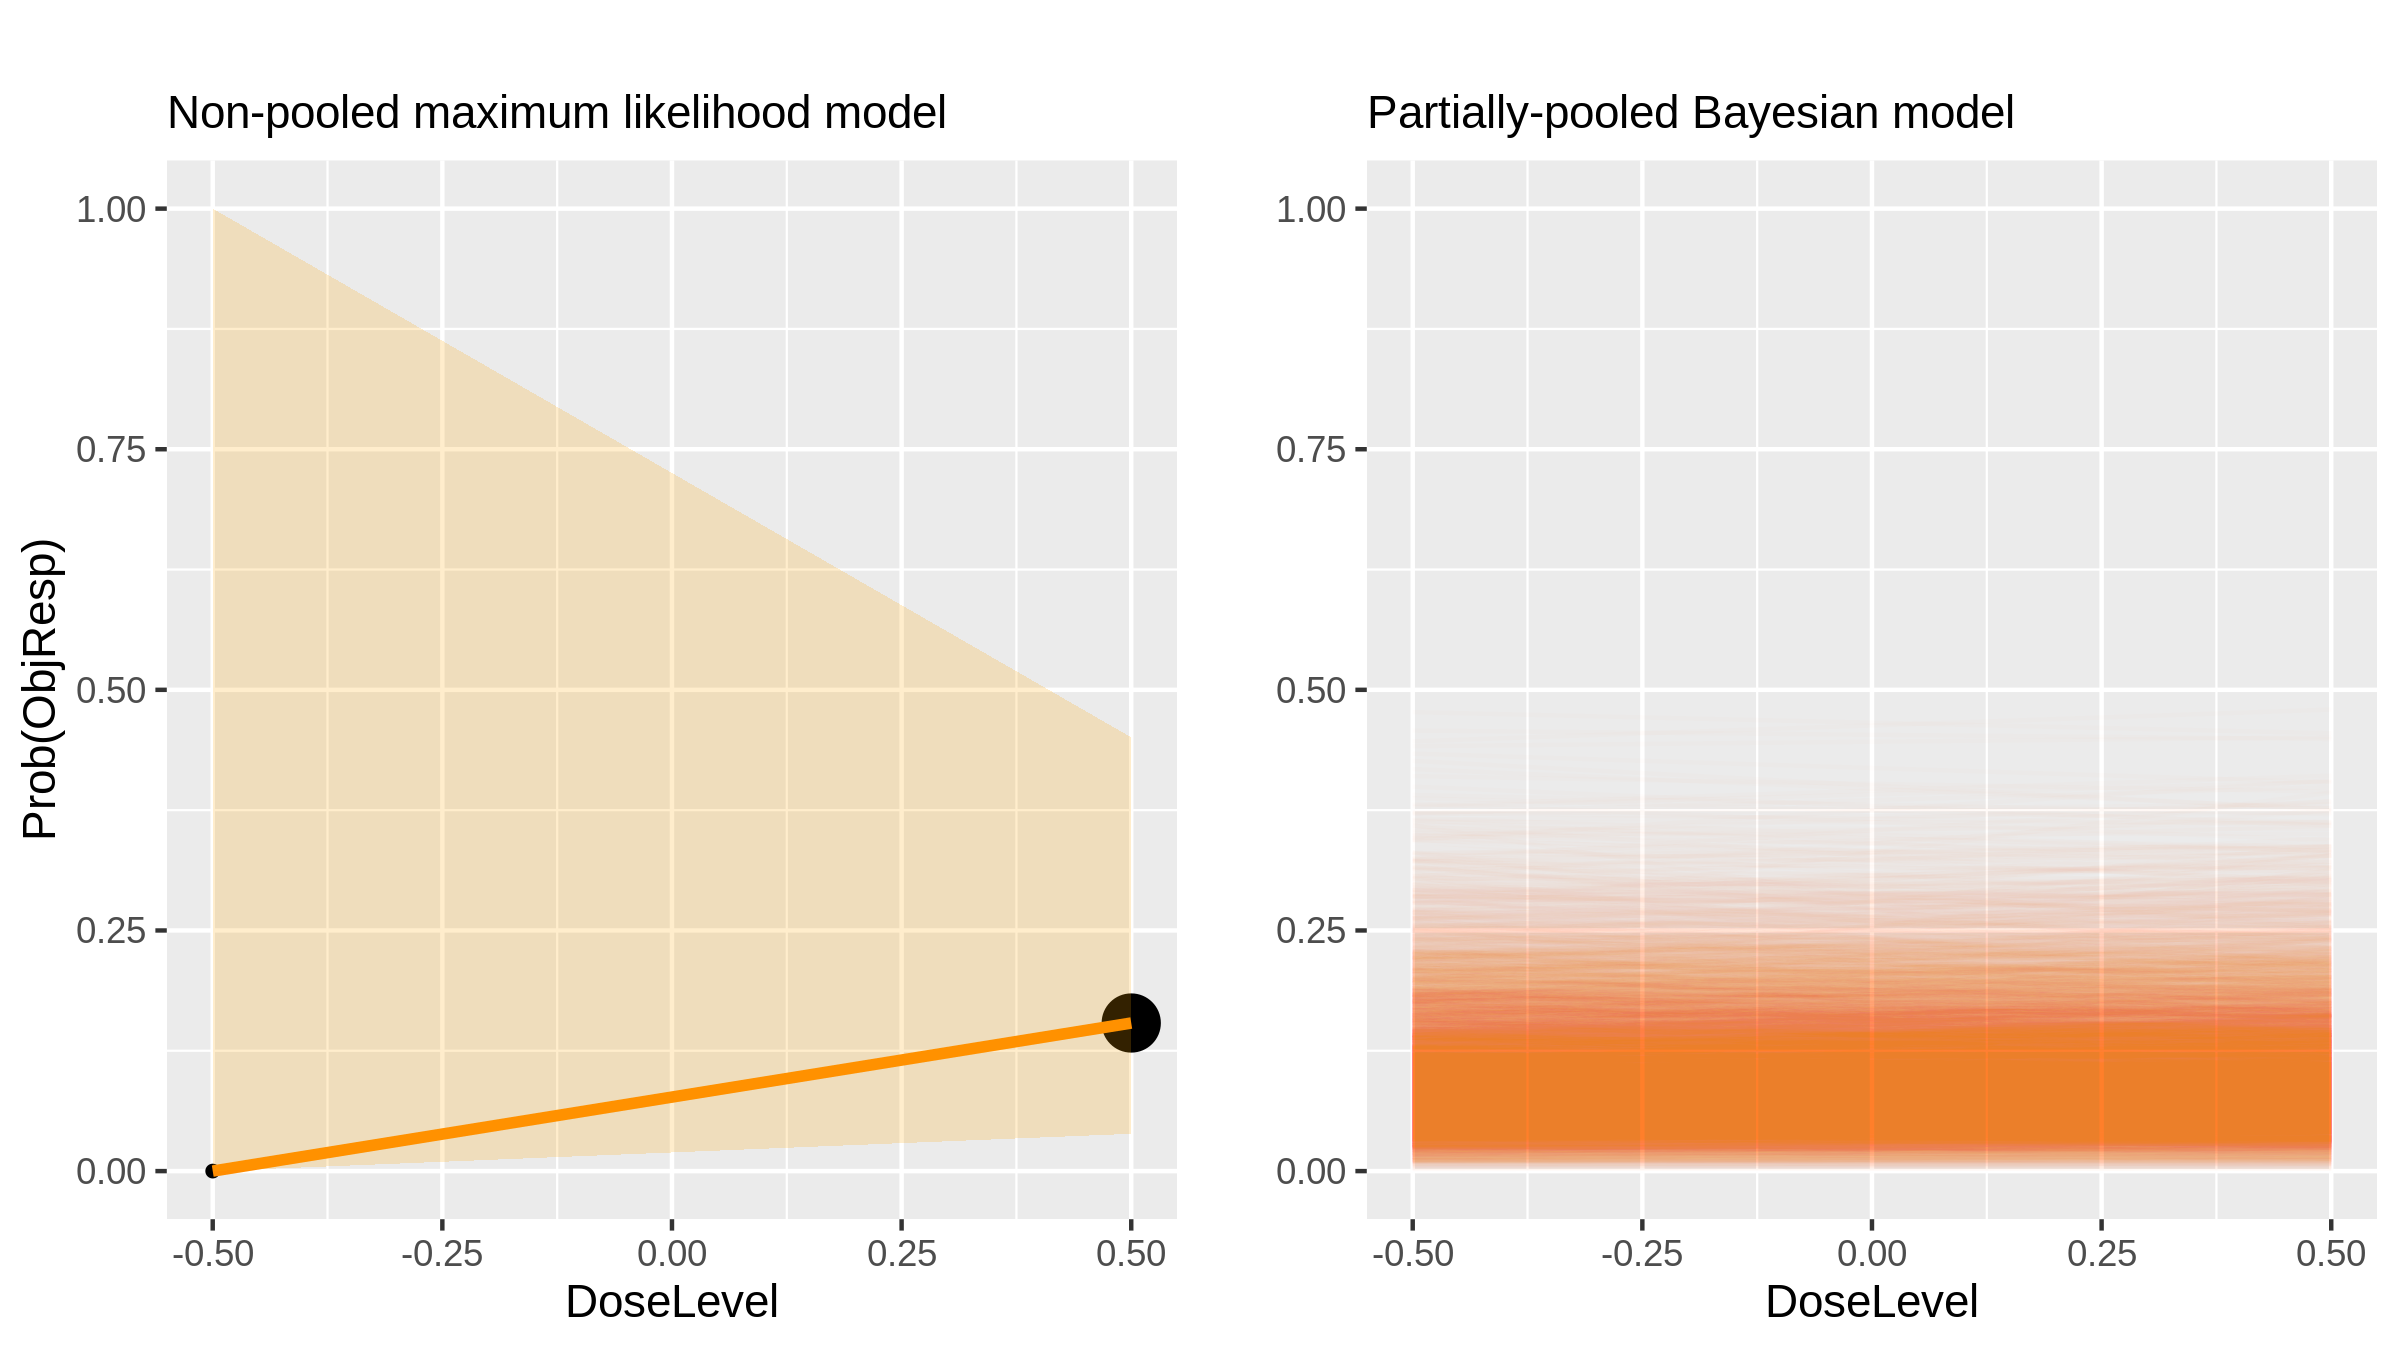 Non-pooled maximum likelihood model
Prob(ObjResp)
1.00
0.75
0.50
0.25
0.00
-0.50 -0.25 0.00 0.25 0.50
DoseLevel
Partially-pooled Bayesian model
1.00
0.75
0.50
0.25
0.00
-0.50 -0.25 0.00 0.25 0.50
DoseLevel